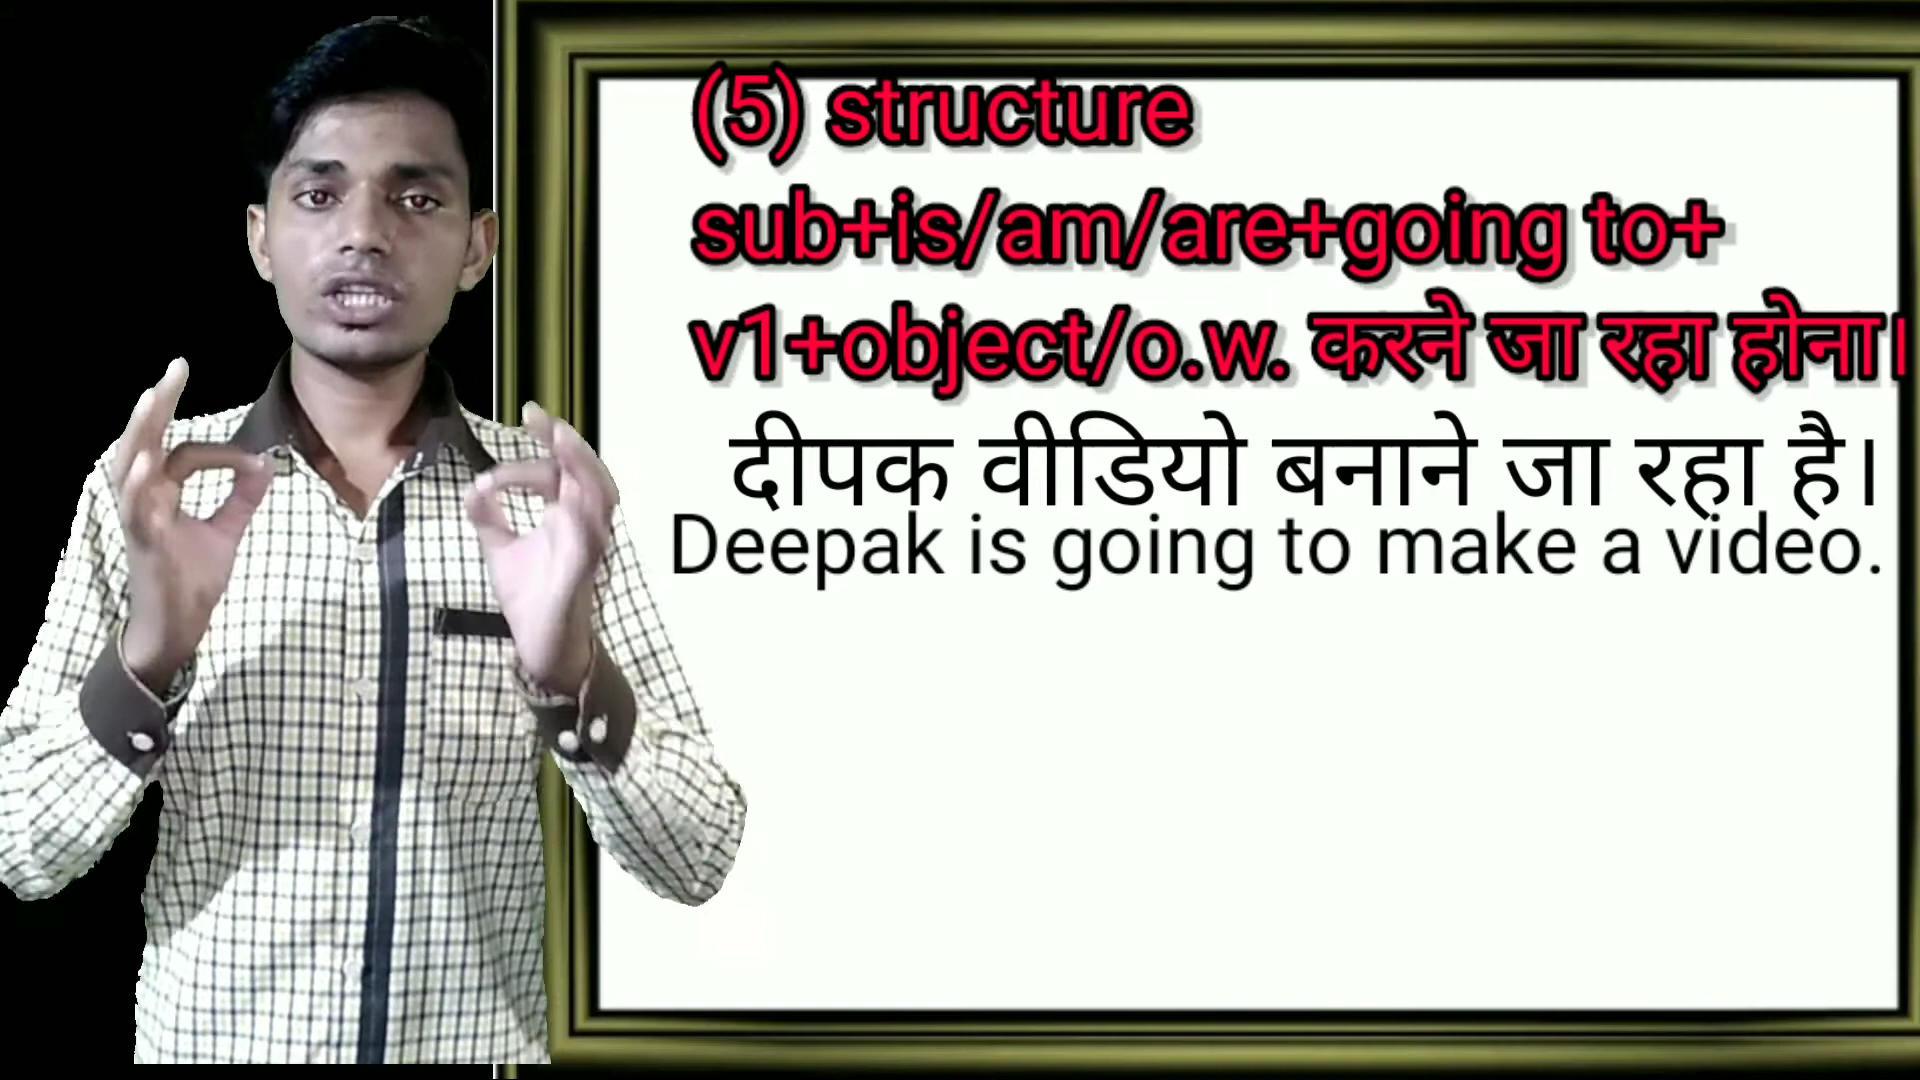 (5) structure
sub+is/am/are+going to+
v1+object/o.w. करने जा रहा होना।
दीपक वीडियो बनाने जा रहा है।
Deepak is going to make a video.